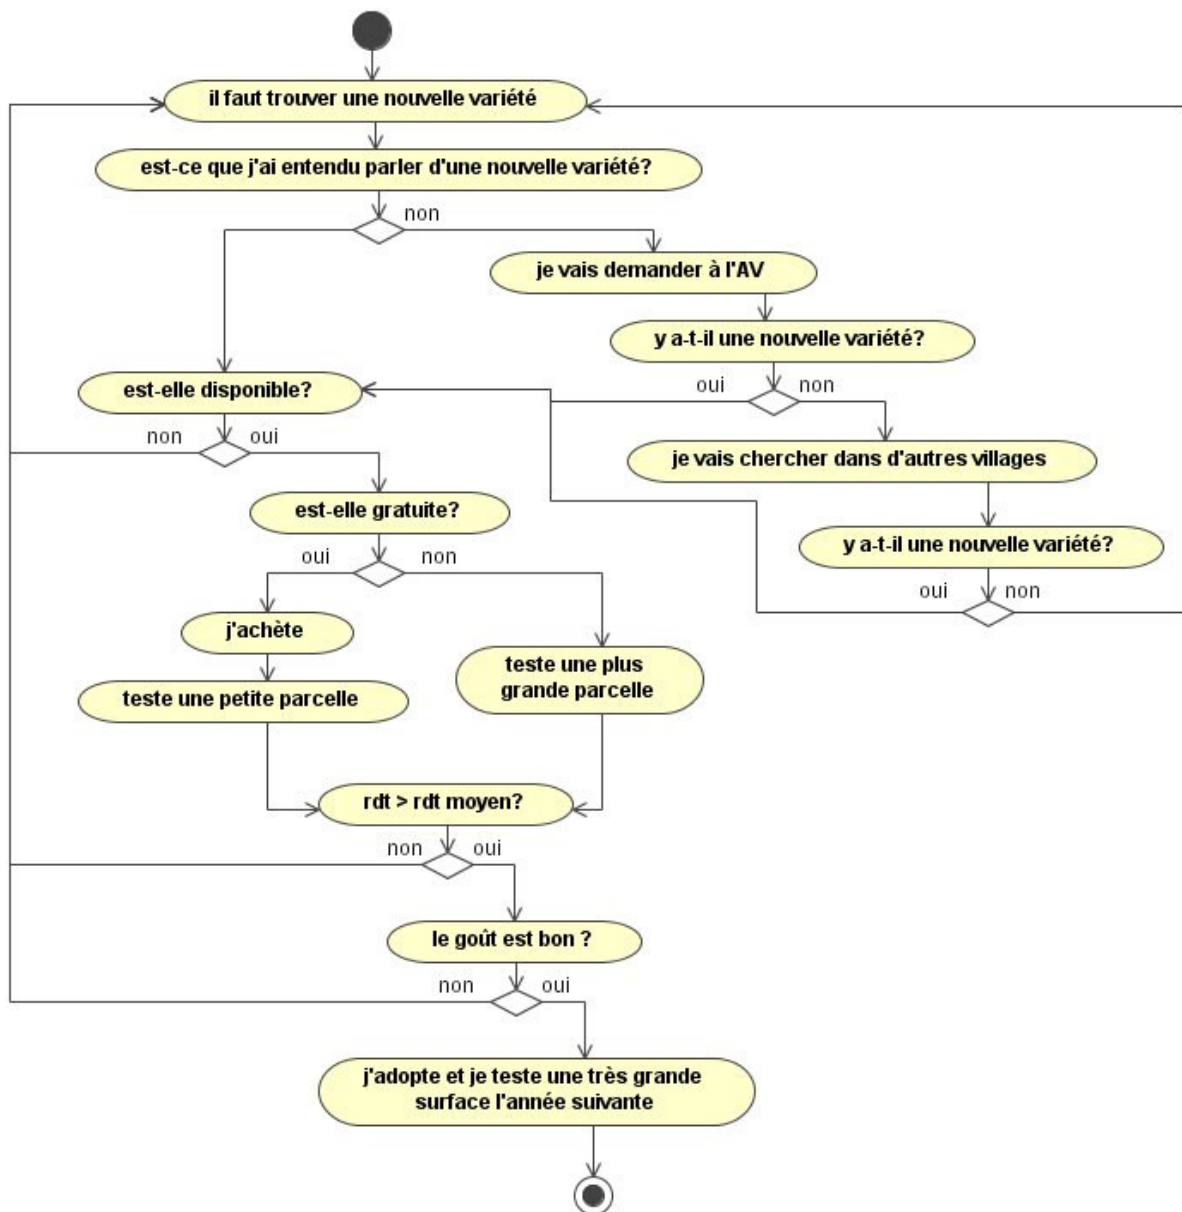 il faut trouver une nouvelle variété
est-ce que j'ai entendu parler d'une nouvelle variété?
non
je vais demander à l'AV
y a-t-il une nouvelle variété?
est-elle disponible?
oui
non
non
oui
je vais chercher dans d'autres villages
est-elle gratuite?
y a-t-il une nouvelle variété?
oui
non
oui
non
j'achète
teste une plus
grande parcelle
teste une petite parcelle
rdt > rdt moyen?
non
oui
le goût est bon ?
non
oui
j'adopte et je teste une très grande
surface l'année suivante